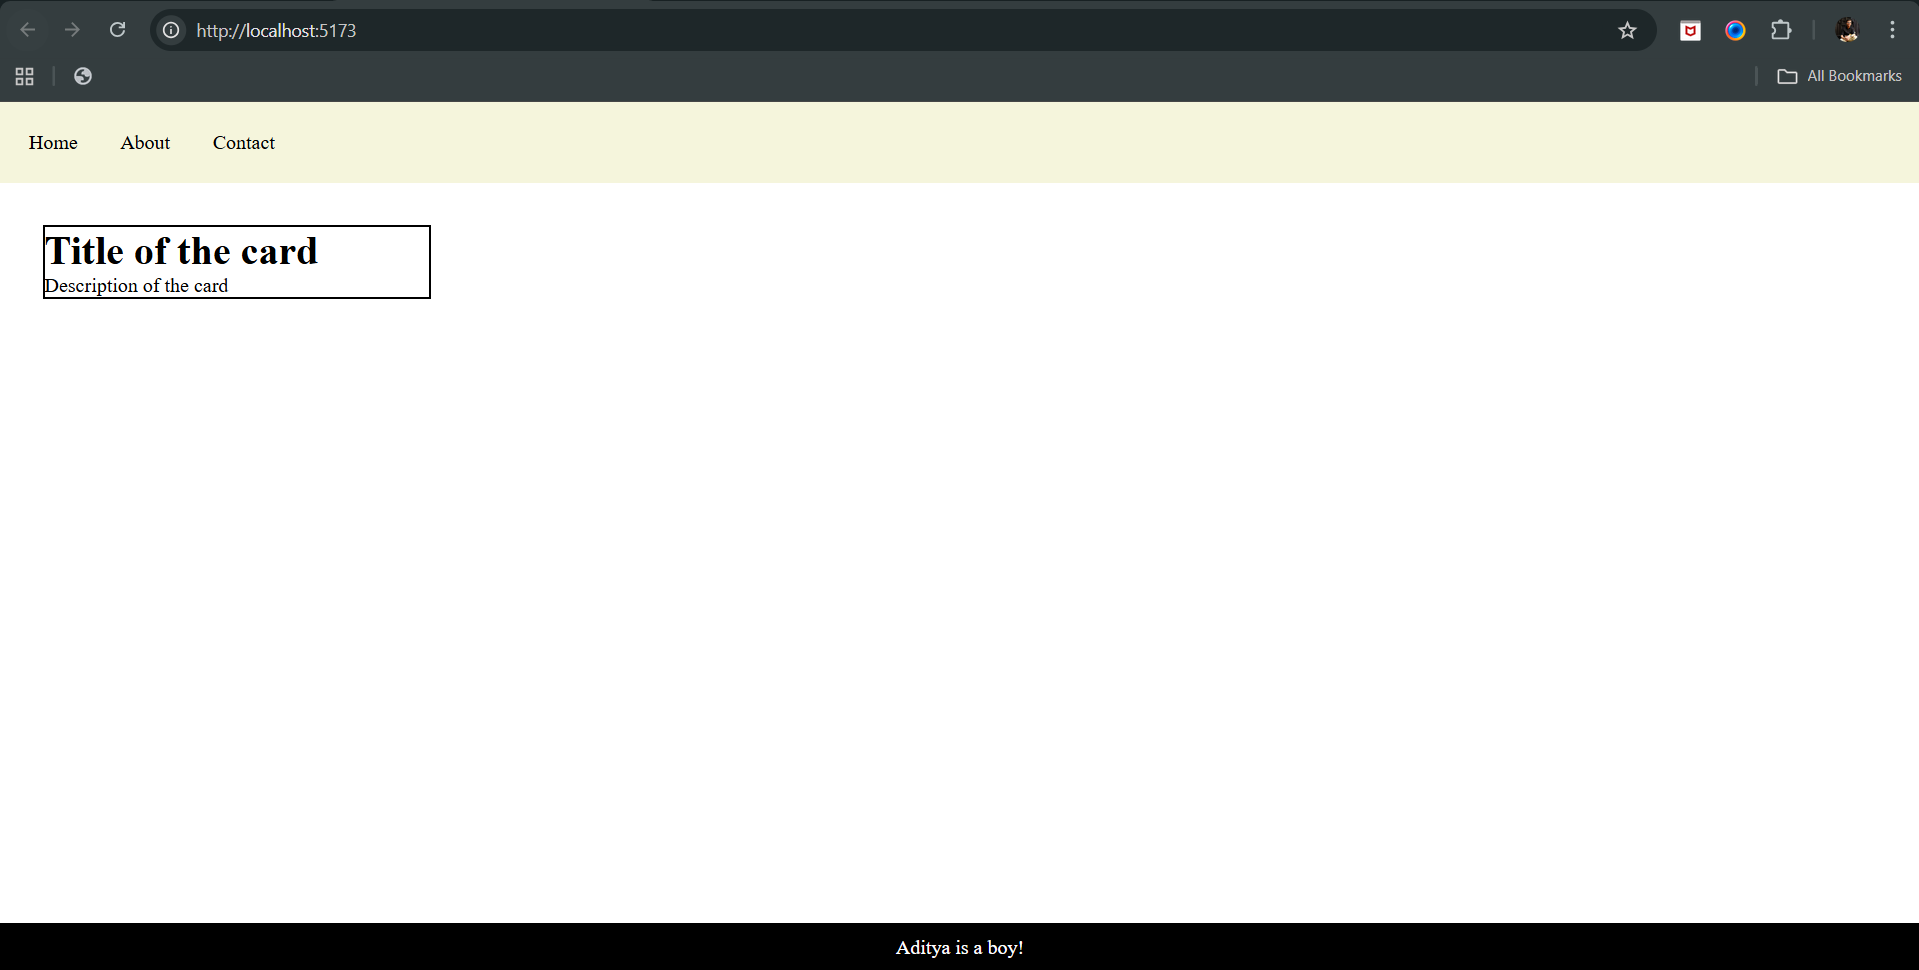 http://localhost:5173
All Bookmarks
Home About Contact
Title of the card
Description of the card
Aditya is a boy!